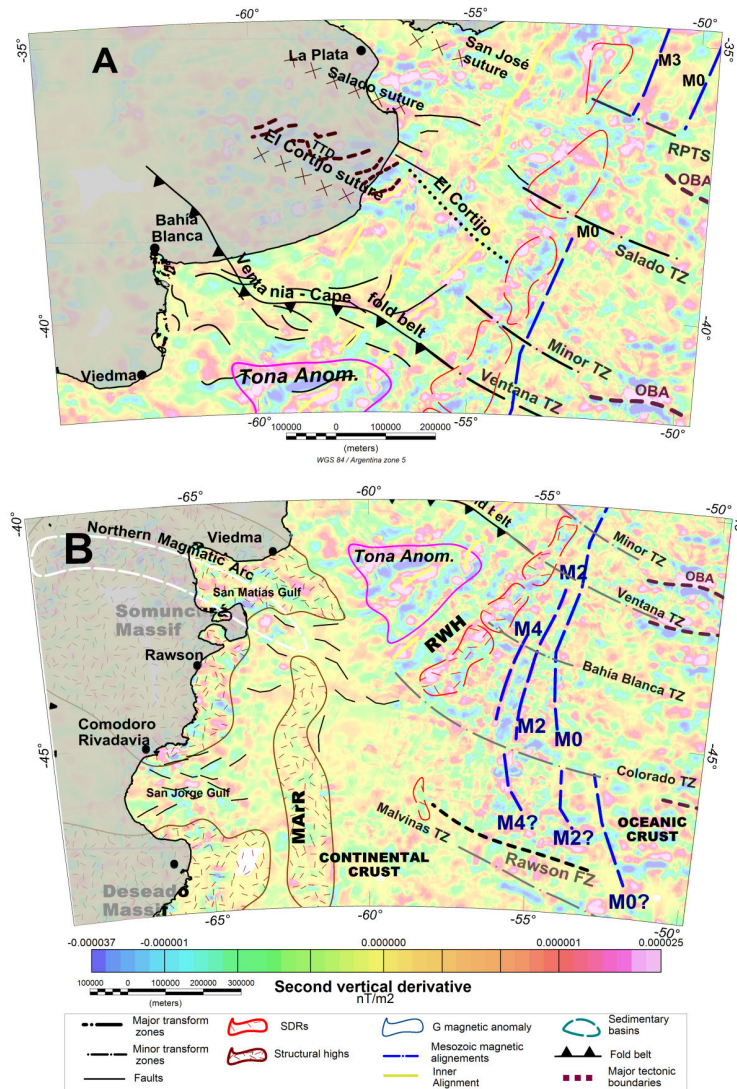 -60°
-55°
-50°
-35°
-35°
A
La Plata
San José
suture
Salado suture
M3
M0
TTD
El Cortijo suture
RPTS
OBA
El Cortijo
Bahía
Blanca
M0
Salado TZ
Ventania - Cape
fold belt
-40°
-40°
Minor TZ
Viedma
Tona Anom.
Ventana TZ
OBA
-60°
-55°
-50°
100000 0 100000 200000
(meters)
WGS 84 / Argentina zone 5
-65°
-60°
-55°
-50°
-40°
B
Northern Magmatic Arc
Viedma
Tona Anom.
Minor TZ
OBA
San Matias Gulf
M2
Ventana TZ
Somunc
Massif
M4
RWH
Rawson
Bahía Blanca TZ
Comodoro
Rivadavia
M2
M0
-45°
-45°
Colorado TZ
San Jorge Gulf
MArR
M4?
M2?
OCEANIC
CRUST
Malvinas TZ
CONTINENTAL
CRUST
Rawson FZ
Deseado
Massif
M0?
-65°
-60°
-55°
-50°
-0.000037 -0.000001 0.000000 0.000001 0.000025
100000 0 100000 200000 300000
(meters)
Second vertical derivative
nT/m2
Major transform
zones
SDRs
G magnetic anomaly
Sedimentary
basins
Minor transform
zones
Structural highs
Mesozoic magnetic
alignements
Fold belt
Faults
Inner
Alignment
Major tectonic
boundaries